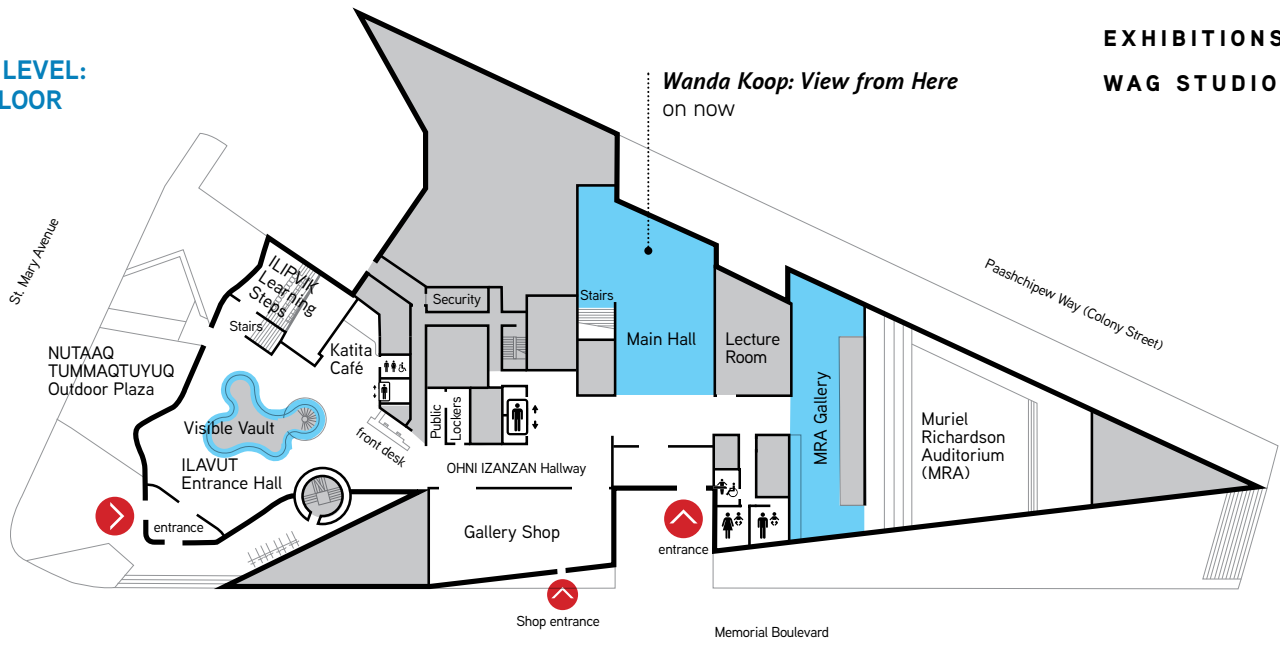 LEVEL:
LOOR
EXHIBITIONS
WAG STUDIO
Wanda Koop: View from Here
on now
St. Mary Avenue
Paashchipew Way (Colony Street)
ILIPVIK
Learning
Steps
Stairs
Security
Stairs
NUTAAQ
TUMMAQTUYUQ
Outdoor Plaza
Katita
Café
Main Hall
Lecture
Room
MRA Gallery
Muriel
Richardson
Auditorium
(MRA)
Visible Vault
front desk
Public
Lockers
ILAVUT
Entrance Hall
OHNI IZANZAN Hallway
entrance
Gallery Shop
entrance
Shop entrance
Memorial Boulevard